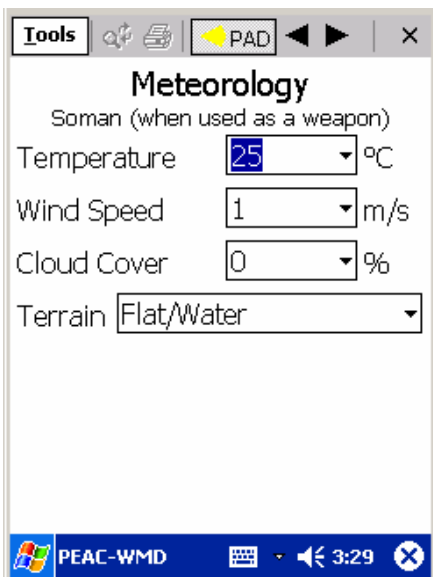 Tools PAD
Meteorology
Soman (when used as a weapon)
Temperature 25 ºC
Wind Speed 1 m/s
Cloud Cover 0 %
Terrain Flat/Water
PEAC-WMD 3:29